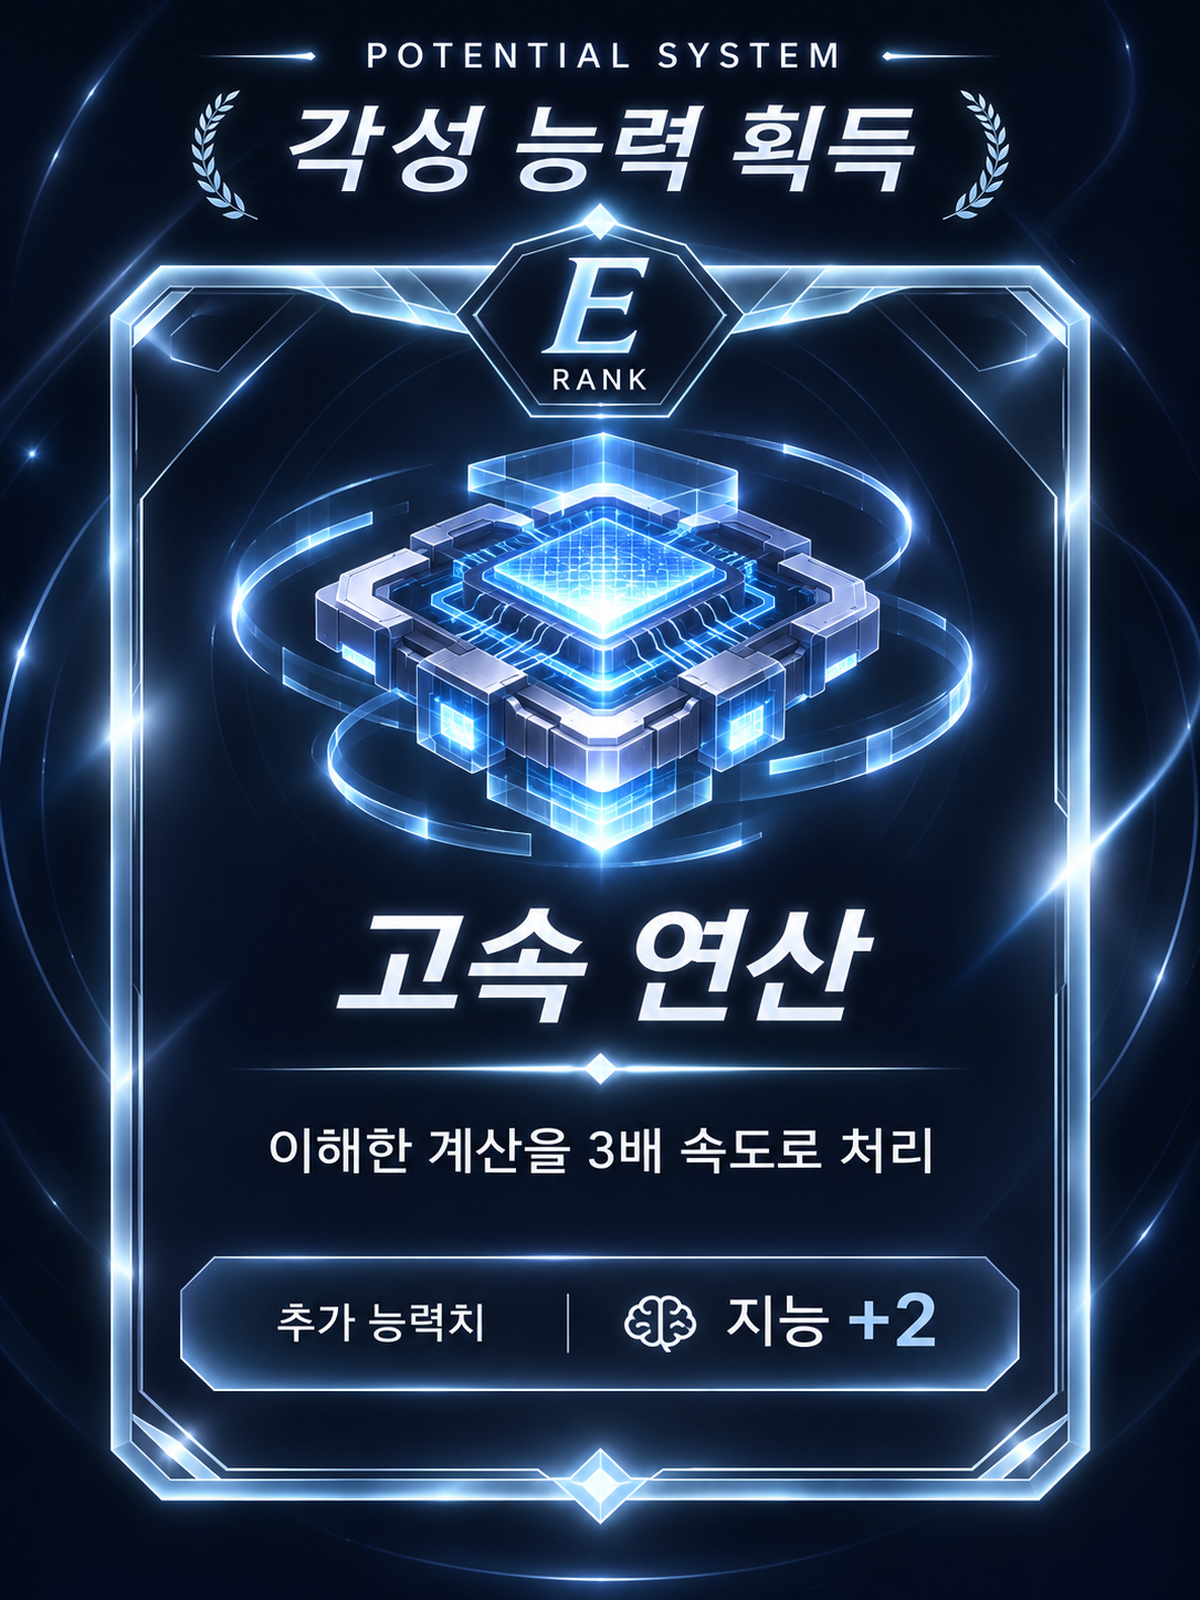 POTENTIAL SYSTEM
각성 능력 획득
E
RANK
고속 연산
이해한 계산을 3배 속도로 처리
추가 능력치 지능 +2